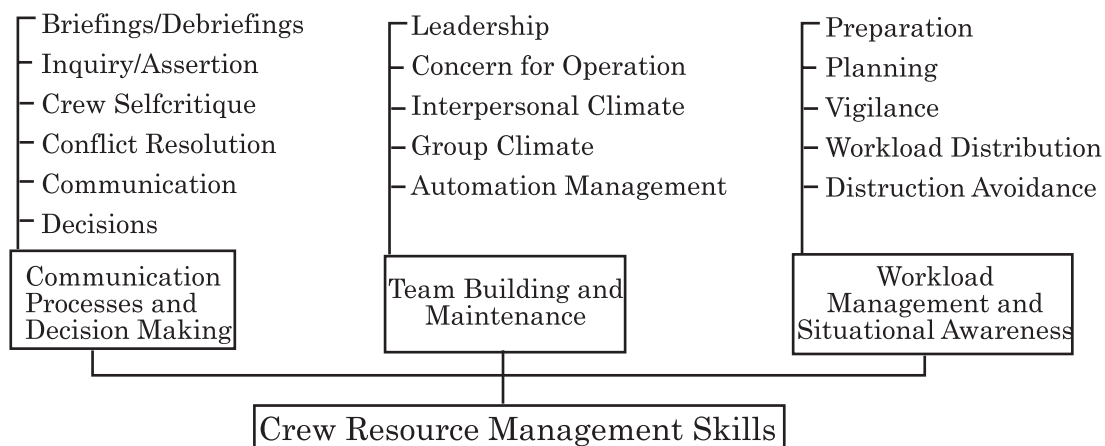 Briefings/Debriefings
Inquiry/Assertion
Crew Selfcritique
Conflict Resolution
Communication
Decisions
Communication
Processes and
Decision Making
Leadership
Concern for Operation
Interpersonal Climate
Group Climate
Automation Management
Team Building and
Maintenance
Preparation
Planning
Vigilance
Workload Distribution
Distruction Avoidance
Workload
Management and
Situational Awareness
Crew Resource Management Skills